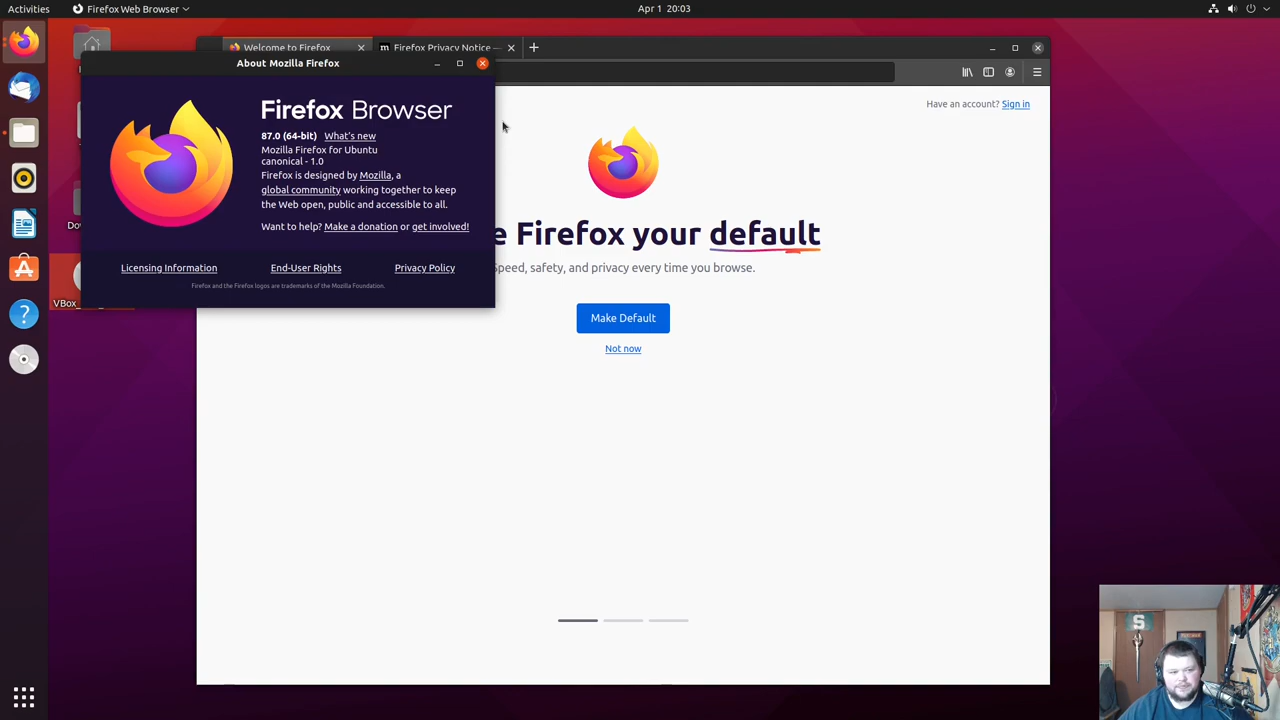 Activities
Firefox Web Browser
Apr 1 20:03
Welcome to Firefox
Firefox Privacy Notice —
About Mozilla Firefox
Have an account? Sign in
Firefox Browser
87.0 (64-bit) What's new
Mozilla Firefox for Ubuntu
canonical - 1.0
Firefox is designed by Mozilla, a
global community working together to keep
the Web open, public and accessible to all.
Want to help? Make a donation or get involved!
Licensing Information
End-User Rights
Privacy Policy
Firefox and the Firefox logos are trademarks of the Mozilla Foundation.
e Firefox your default
Speed, safety, and privacy every time you browse.
Make Default
Not now
S